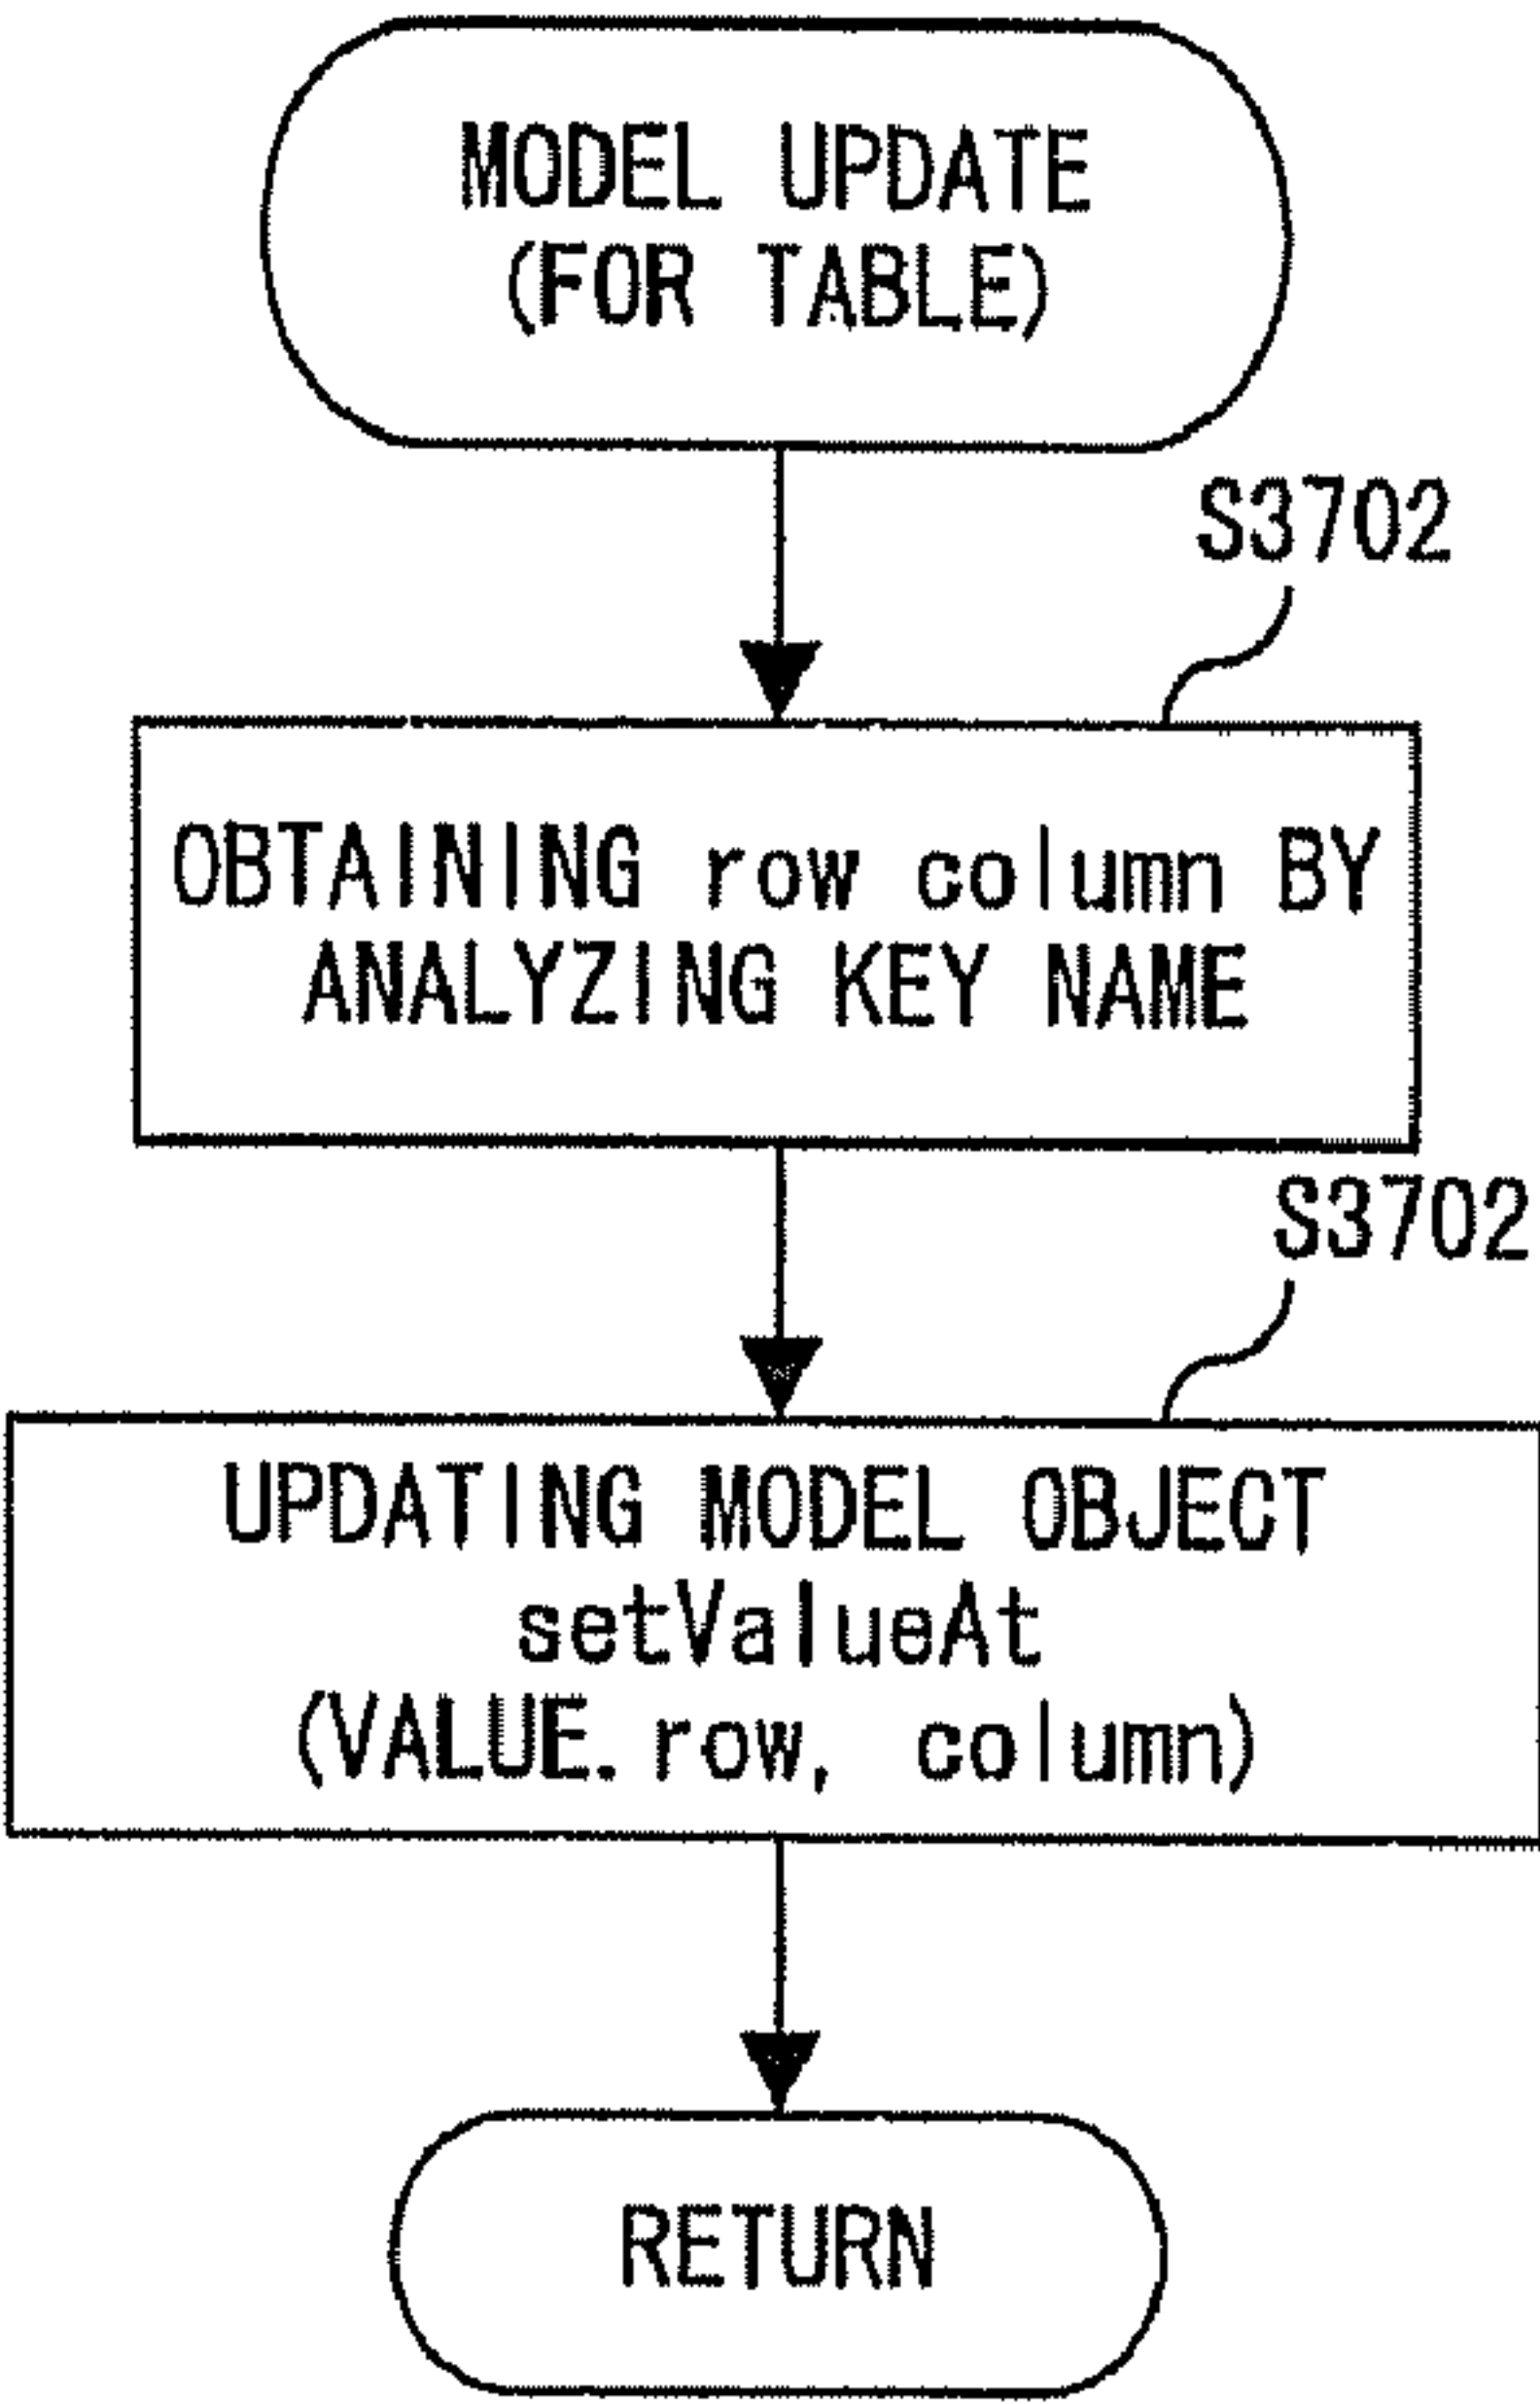 MODEL UPDATE
(FOR TABLE)
S3702
OBTAINING row column BY
ANALYZING KEY NAME
S3702
UPDATING MODEL OBJECT
setValueAt
(VALUE. row, column)
RETURN